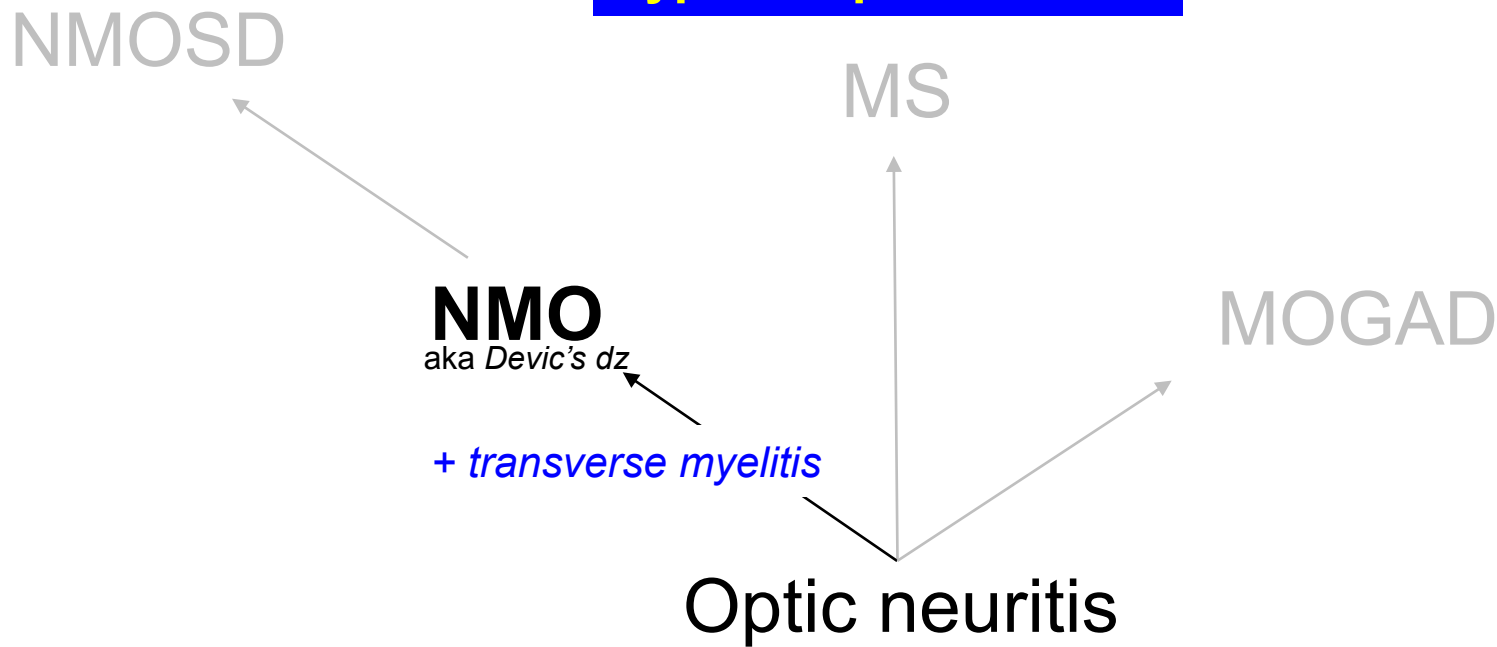 NMOSD
MS
NMO
aka Devic's dz
MOGAD
+ transverse myelitis
Optic neuritis